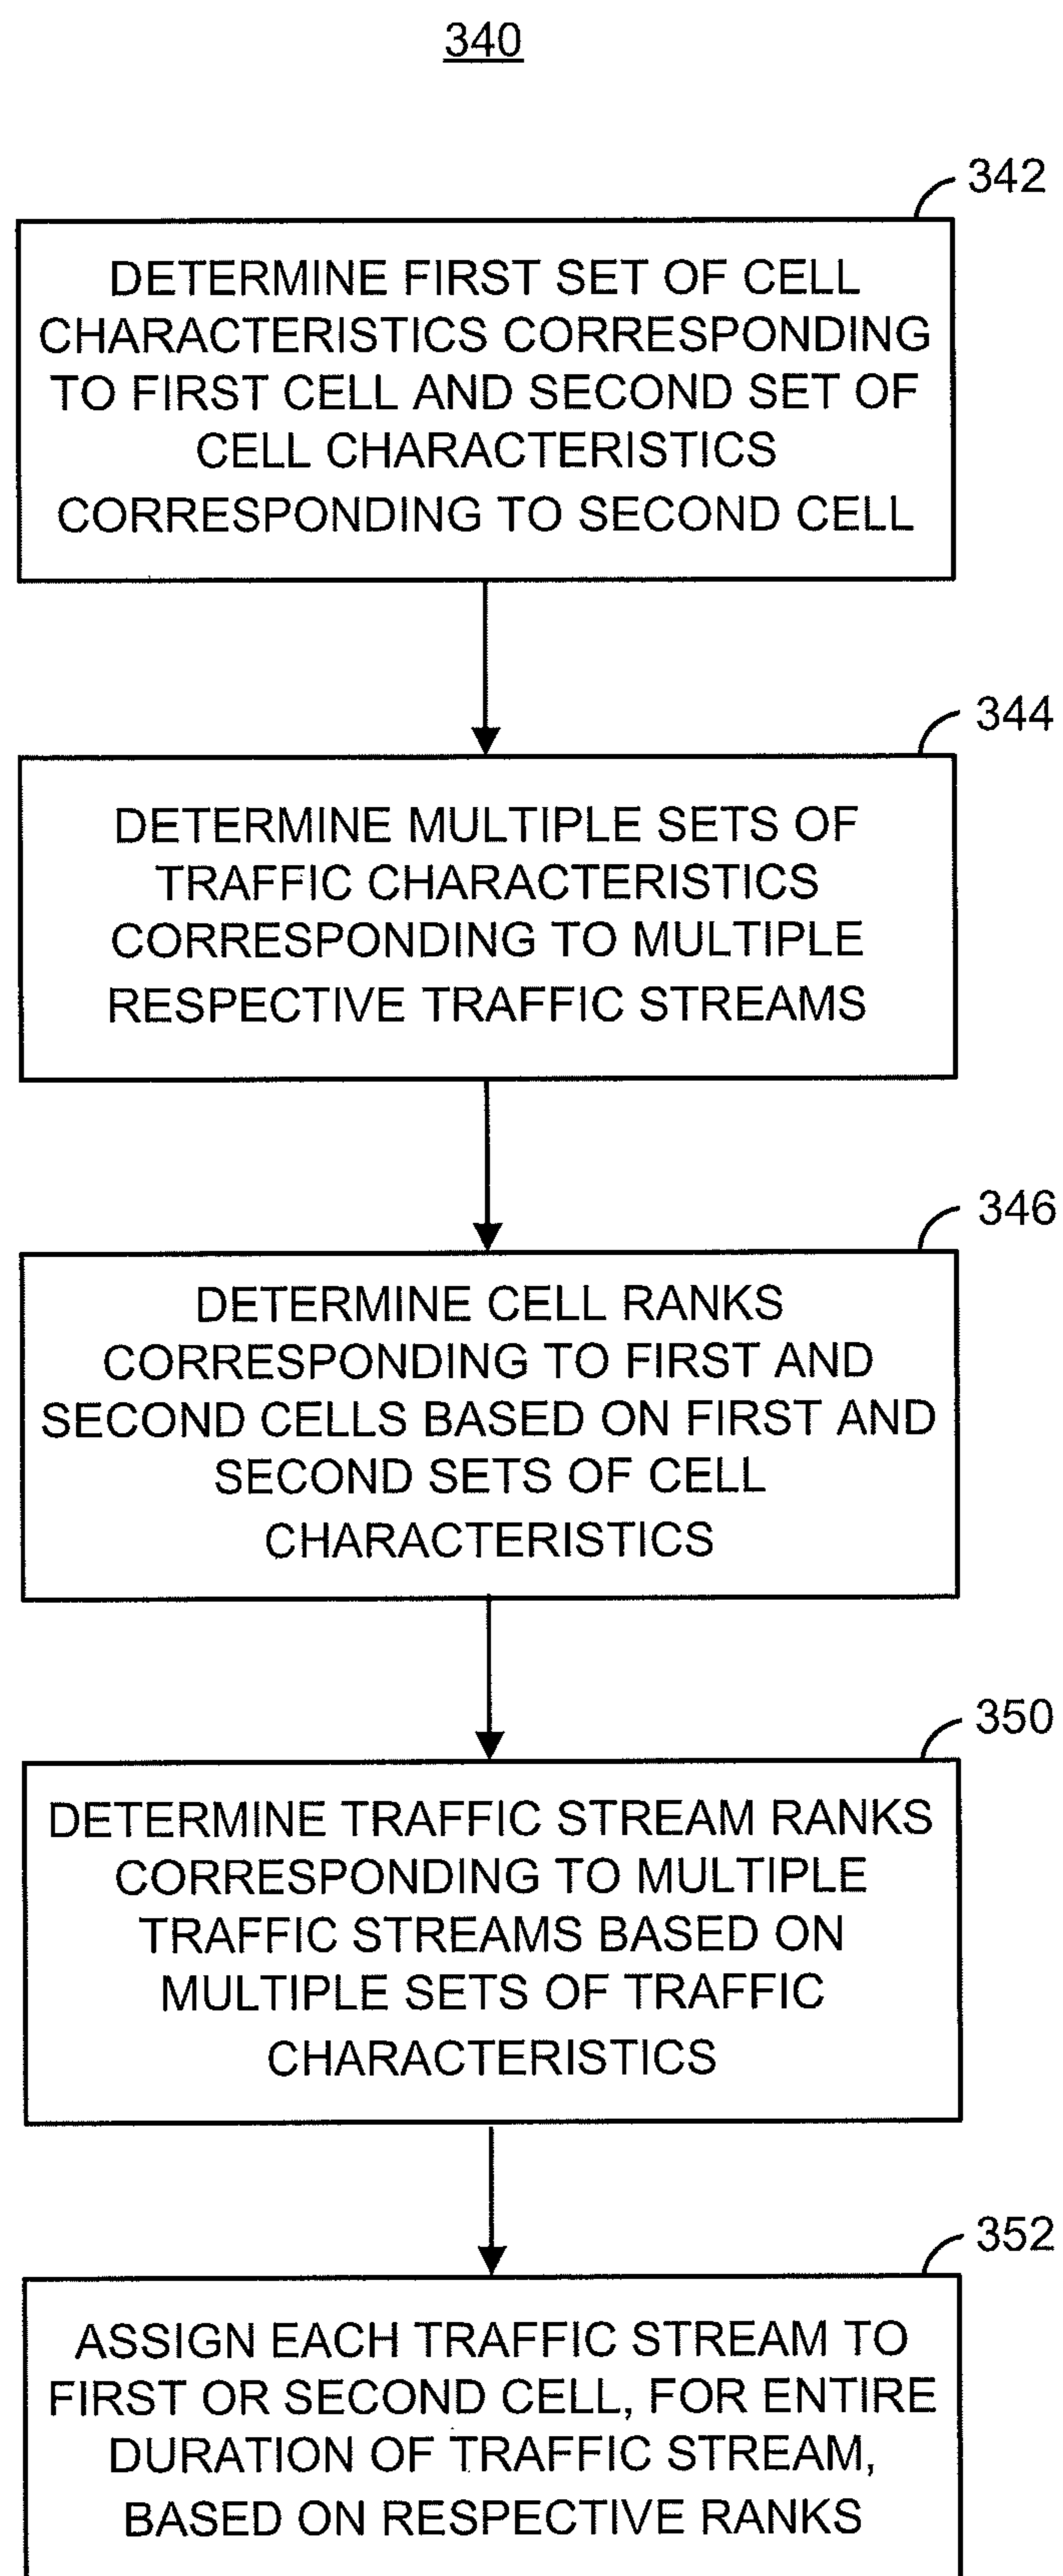 340
342
DETERMINE FIRST SET OF CELL
CHARACTERISTICS CORRESPONDING
TO FIRST CELL AND SECOND SET OF
CELL CHARACTERISTICS
CORRESPONDING TO SECOND CELL
344
DETERMINE MULTIPLE SETS OF
TRAFFIC CHARACTERISTICS
CORRESPONDING TO MULTIPLE
RESPECTIVE TRAFFIC STREAMS
346
DETERMINE CELL RANKS
CORRESPONDING TO FIRST AND
SECOND CELLS BASED ON FIRST AND
SECOND SETS OF CELL
CHARACTERISTICS
350
DETERMINE TRAFFIC STREAM RANKS
CORRESPONDING TO MULTIPLE
TRAFFIC STREAMS BASED ON
MULTIPLE SETS OF TRAFFIC
CHARACTERISTICS
352
ASSIGN EACH TRAFFIC STREAM TO
FIRST OR SECOND CELL, FOR ENTIRE
DURATION OF TRAFFIC STREAM,
BASED ON RESPECTIVE RANKS